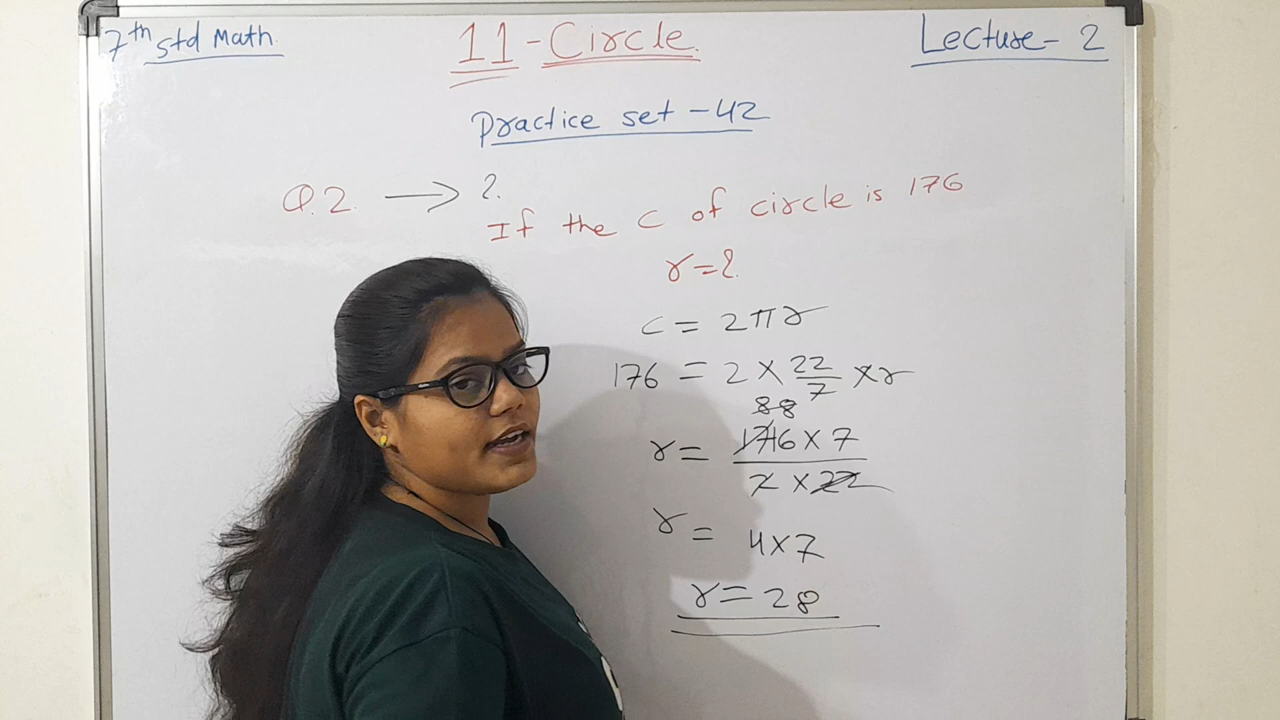 7th Std Math
11 - Circle.
Lecture - 2
Practice set - 42
Q.2. → 2.
If the C of circle is 176
r = ?
C = 2πr
176 = 2 × 22/7 × r
88
r = 176 × 7 / 2 × 22
r = 4 × 7
r = 28